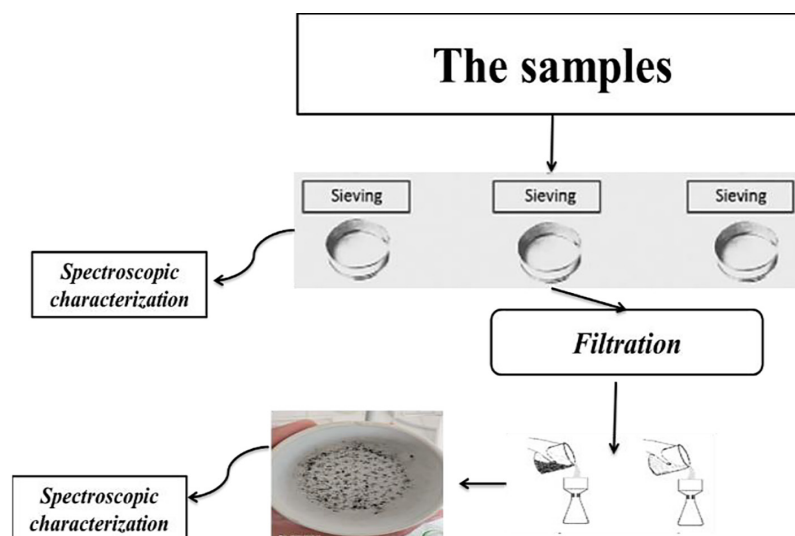 The samples
Sieving
Sieving
Sieving
Spectroscopic
characterization
Filtration
Spectroscopic
characterization